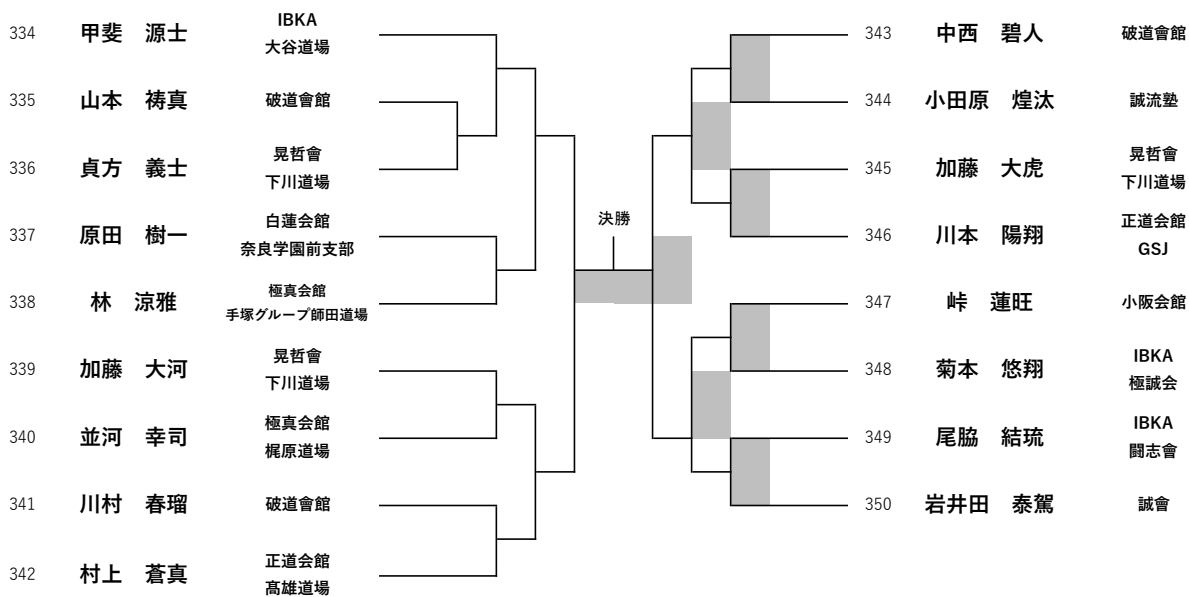 334 甲斐 源士 IBKA
大谷道場
335 山本 祷真 破道會館
336 貞方 義士 晃哲會
下川道場
337 原田 樹一 白蓮会館
奈良学園前支部
338 林 涼雅 極真会館
手塚グループ師田道場
339 加藤 大河 晃哲會
下川道場
340 並河 幸司 極真会館
梶原道場
341 川村 春瑠 破道會館
342 村上 蒼真 正道会館
髙雄道場
決勝
343 中西 碧人 破道會館
344 小田原 煌汰 誠流塾
345 加藤 大虎 晃哲會
下川道場
346 川本 陽翔 正道会館
GSJ
347 峠 蓮旺 小阪会館
348 菊本 悠翔 IBKA
極誠会
349 尾脇 結琉 IBKA
闘志會
350 岩井田 泰駕 誠會